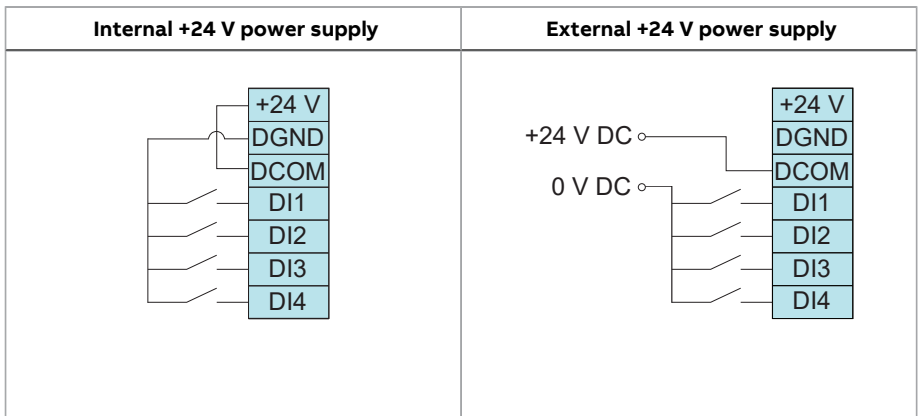 Internal +24 V power supply
External +24 V power supply
+24 V
DGND
DCOM
DI1
DI2
DI3
DI4
+24 V DC
0 V DC
+24 V
DGND
DCOM
DI1
DI2
DI3
DI4